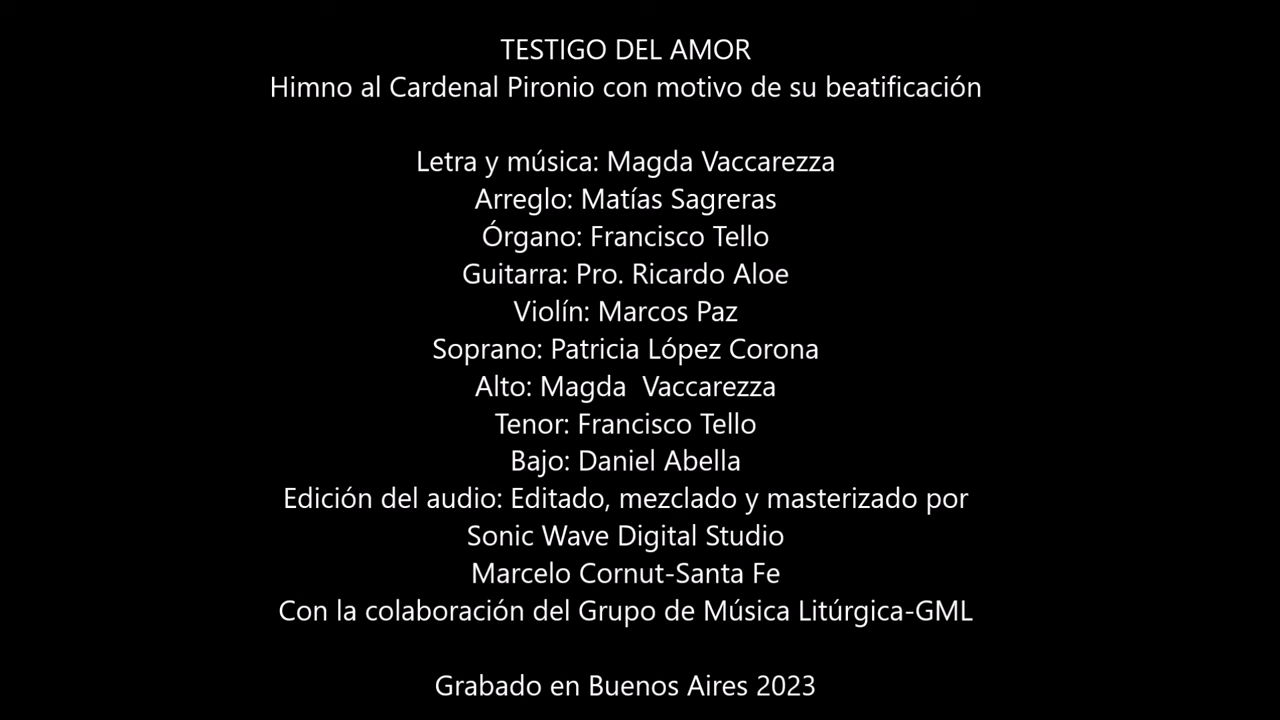 TESTIGO DEL AMOR
Himno al Cardenal Pironio con motivo de su beatificación
Letra y música: Magda Vaccarezza
Arreglo: Matías Sagreras
Órgano: Francisco Tello
Guitarra: Pro. Ricardo Aloe
Violín: Marcos Paz
Soprano: Patricia López Corona
Alto: Magda  Vaccarezza
Tenor: Francisco Tello
Bajo: Daniel Abella
Edición del audio: Editado, mezclado y masterizado por
Sonic Wave Digital Studio
Marcelo Cornut-Santa Fe
Con la colaboración del Grupo de Música Litúrgica-GML
Grabado en Buenos Aires 2023